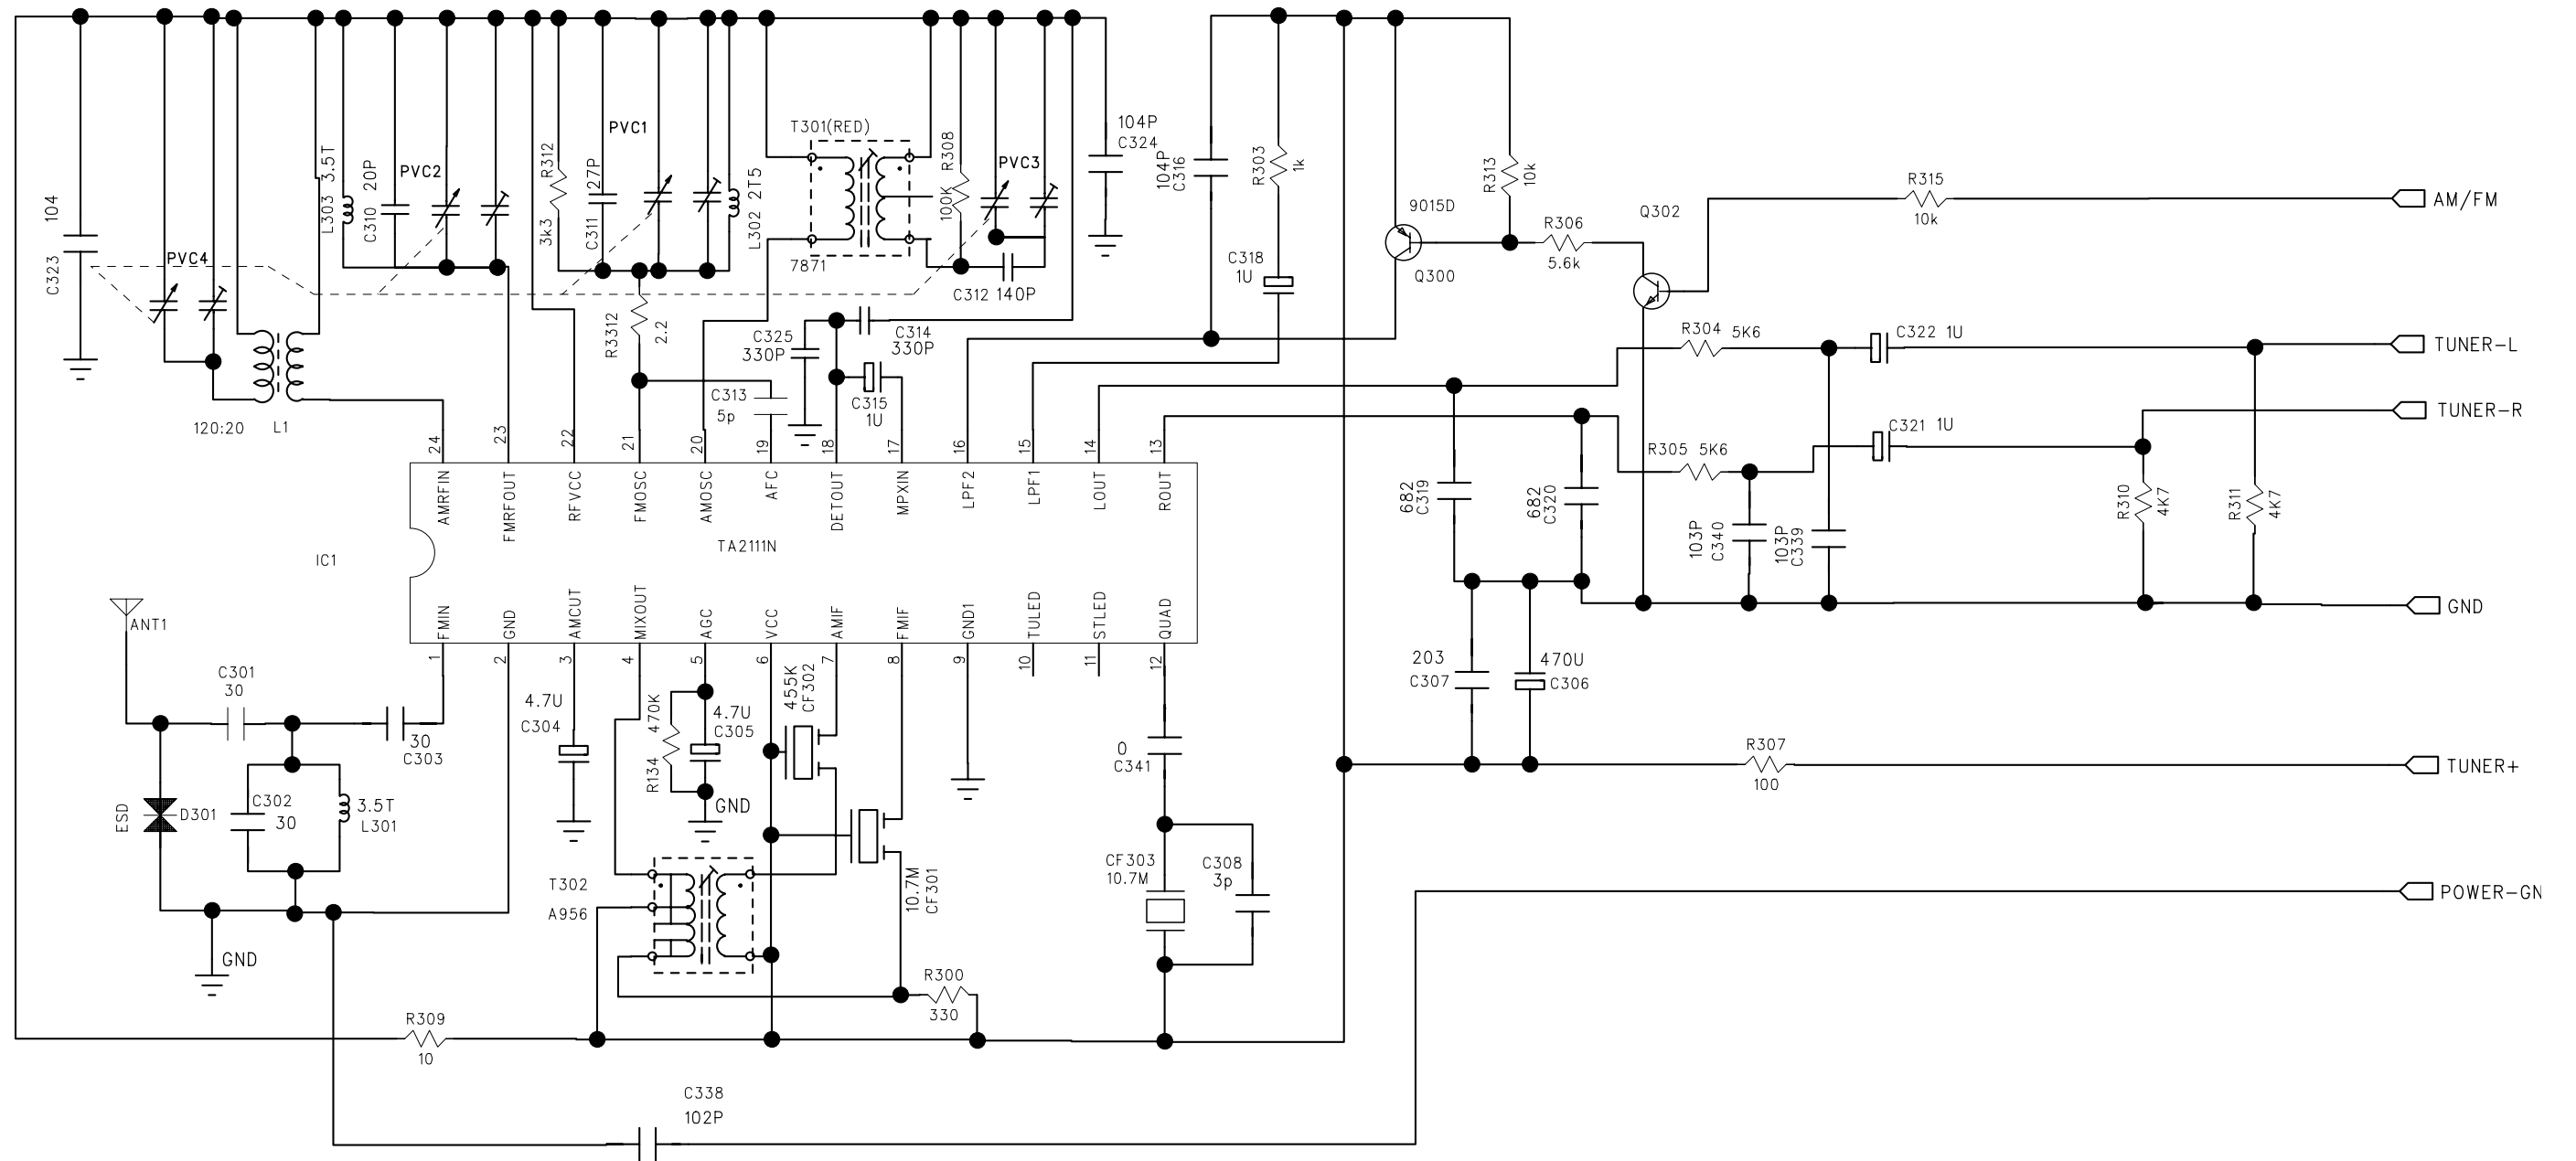 104
C323
PVC4
L303 3.5T
C310 20P
PVC2
R312
3k3
27P
C311
PVC1
L302 2T5
T301(RED)
7871
R308
100K
PVC3
C312 140P
104P
C324
104P
C316
R303
1k
C318
1U
R313
10k
9015D
Q300
R306
5.6k
Q302
R315
10k
AM/FM
R3312
2.2
C325
330P
C314
330P
C313
5p
C315
1U
R304 5K6
C322 1U
TUNER-L
TUNER-R
R305 5K6
C321 1U
120:20 L1
24 23 22 21 20 19 18 17 16 15 14 13
AMRFIN FMRFOUT RFVCC FMOSC AMOSC AFC DETOUT MPXIN LPF2 LPF1 LOUT ROUT
IC1
TA2111N
FMIN GND AMCUT MIXOUT AGC VCC AMIF FMIF GND1 TULED STLED QUAD
1 2 3 4 5 6 7 8 9 10 11 12
682
C319
682
C320
103P
C340
103P
C339
R310
4K7
R311
4K7
GND
ANT1
C301
30
30
C303
4.7U
C304
470K
R134
4.7U
C305
GND
455K
CF302
203
C307
470U
C306
R307
100
TUNER+
0
C341
ESD
D301
C302
30
3.5T
L301
T302
A956
10.7M
CF301
CF303
10.7M
C308
3p
POWER-GN
GND
R300
330
R309
10
C338
102P